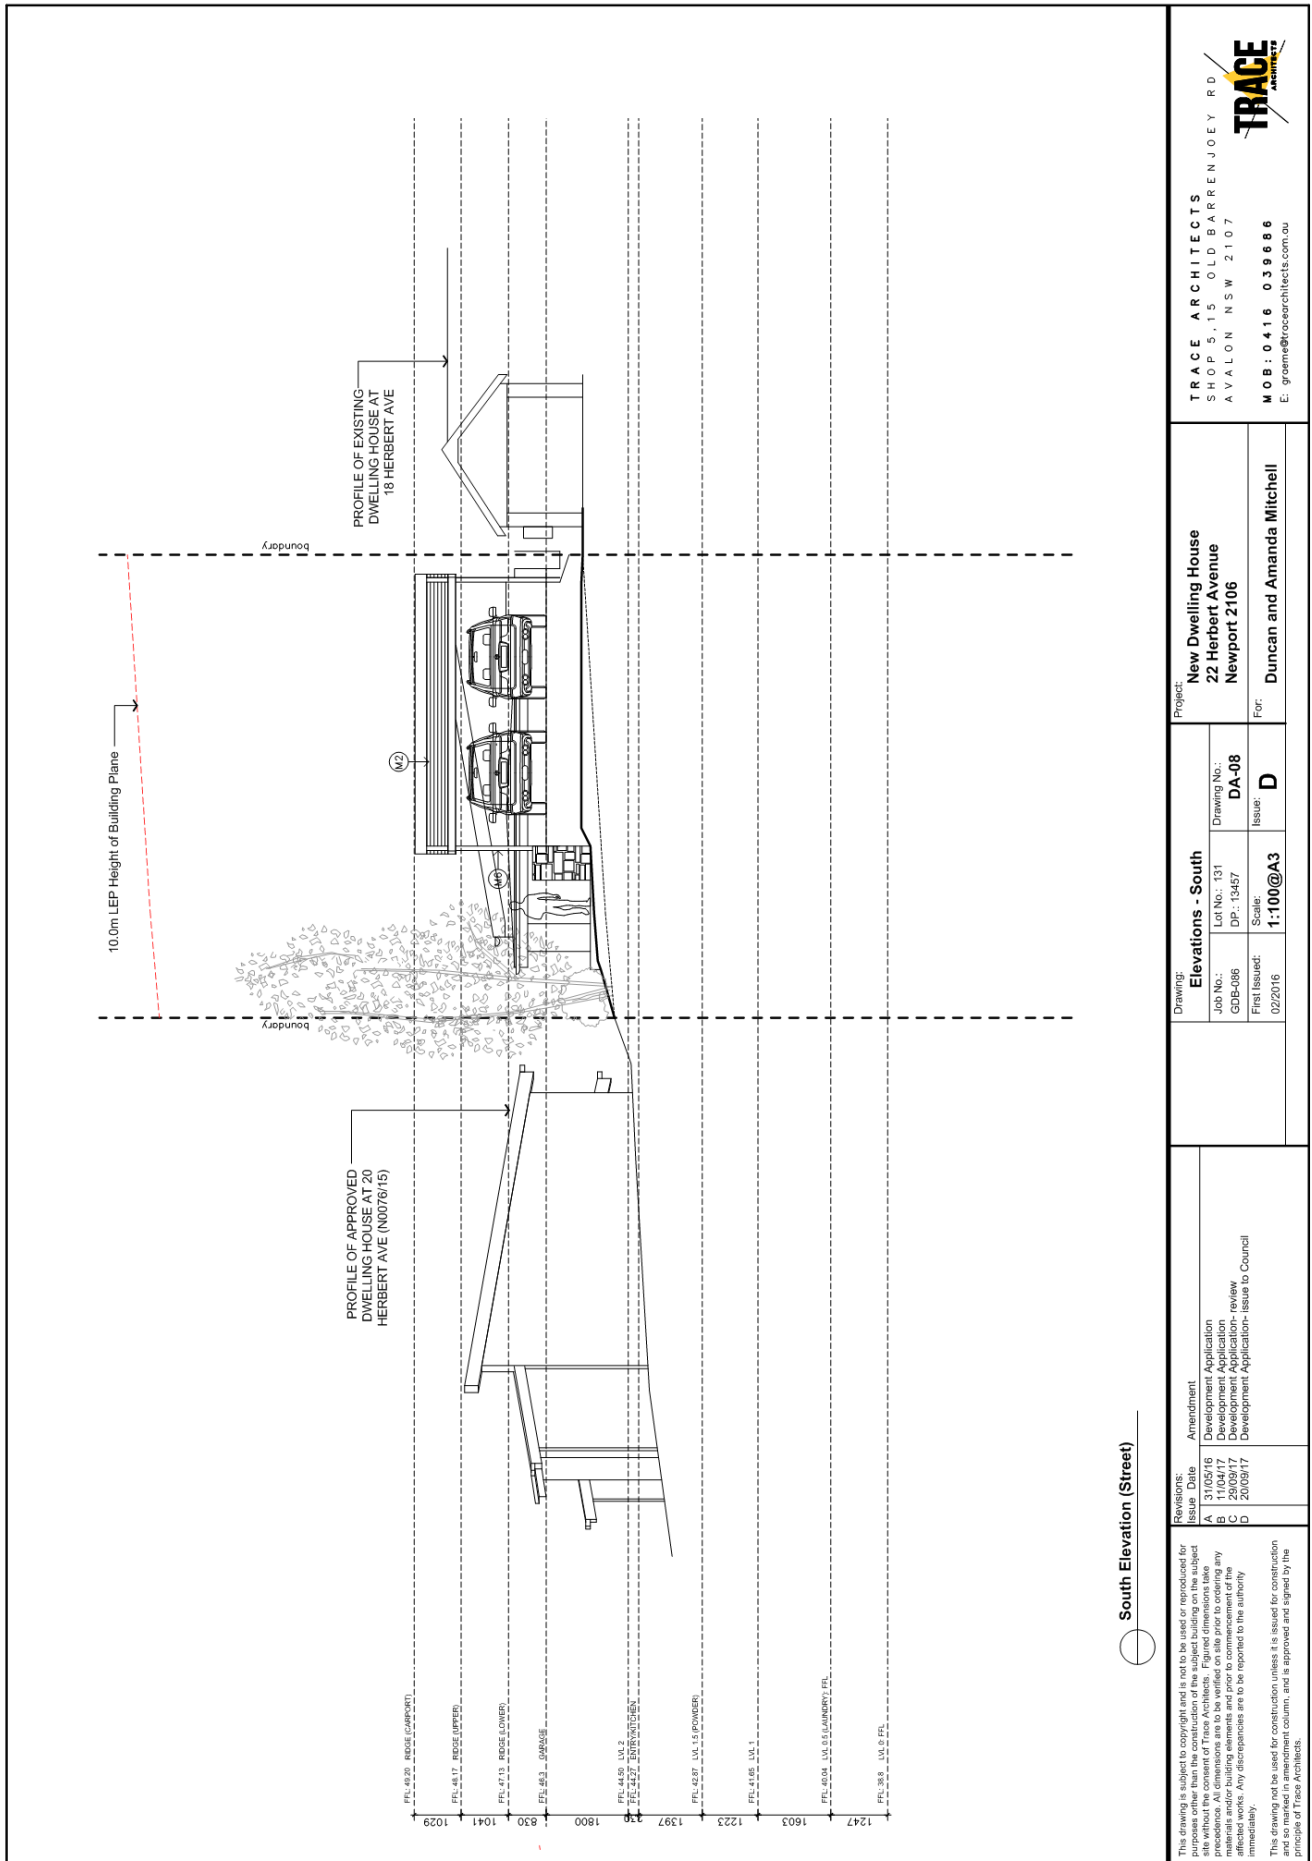 10.0m LEP Height of Building Plane
PROFILE OF APPROVED
DWELLING HOUSE AT 20
HERBERT AVE (N0076/15)
PROFILE OF EXISTING
DWELLING HOUSE AT
18 HERBERT AVE
boundary
boundary
M2
M6
FFL: 49.20 RIDGE (CARPORT)
1029
FFL: 48.17 RIDGE (UPPER)
1041
FFL: 47.13 RIDGE (LOWER)
830
FFL: 46.3 GARAGE
1800
FFL: 44.50 LVL 2
FFL: 44.27 ENTRY/KITCHEN
1397
FFL: 42.87 LVL 1.5 (POWDER)
1223
FFL: 41.65 LVL 1
1603
FFL: 40.04 LVL 0.5 (LAUNDRY): FFL
1247
FFL: 38.8 LVL 0: FFL
South Elevation (Street)
This drawing is subject to copyright and is not to be used or reproduced for
purposes orther than the construction of the subject building on the subject
site without the consent of Trace Architects. Figured dimensions take
precedence. All dimensions are to be verified on site prior to ordering any
materials and/or building elements and prior to commencement of the
affected works. Any discrepancies are to be reported to the authority
immediately.
This drawing not be used for construction unless it is issued for construction
and so marked in amendment column, and is approved and signed by the
principle of Trace Architects.
Revisions:
Issue Date Amendment
A 31/05/16 Development Application
B 11/04/17 Development Application
C 29/09/17 Development Application- review
D 20/09/17 Development Application- issue to Council
Drawing:
Elevations - South
Job No.: GDB-086
Lot No.: 131
DP.: 13457
Drawing No.: DA-08
First Issued: 02/2016
Scale: 1:100@A3
Issue: D
Project:
New Dwelling House
22 Herbert Avenue
Newport 2106
For: Duncan and Amanda Mitchell
TRACE ARCHITECTS
SHOP 5,15 OLD BARRENJOEY RD
AVALON NSW 2107
MOB: 0416 039686
E: graeme@tracearchitects.com.au
TRACE
ARCHITECTS